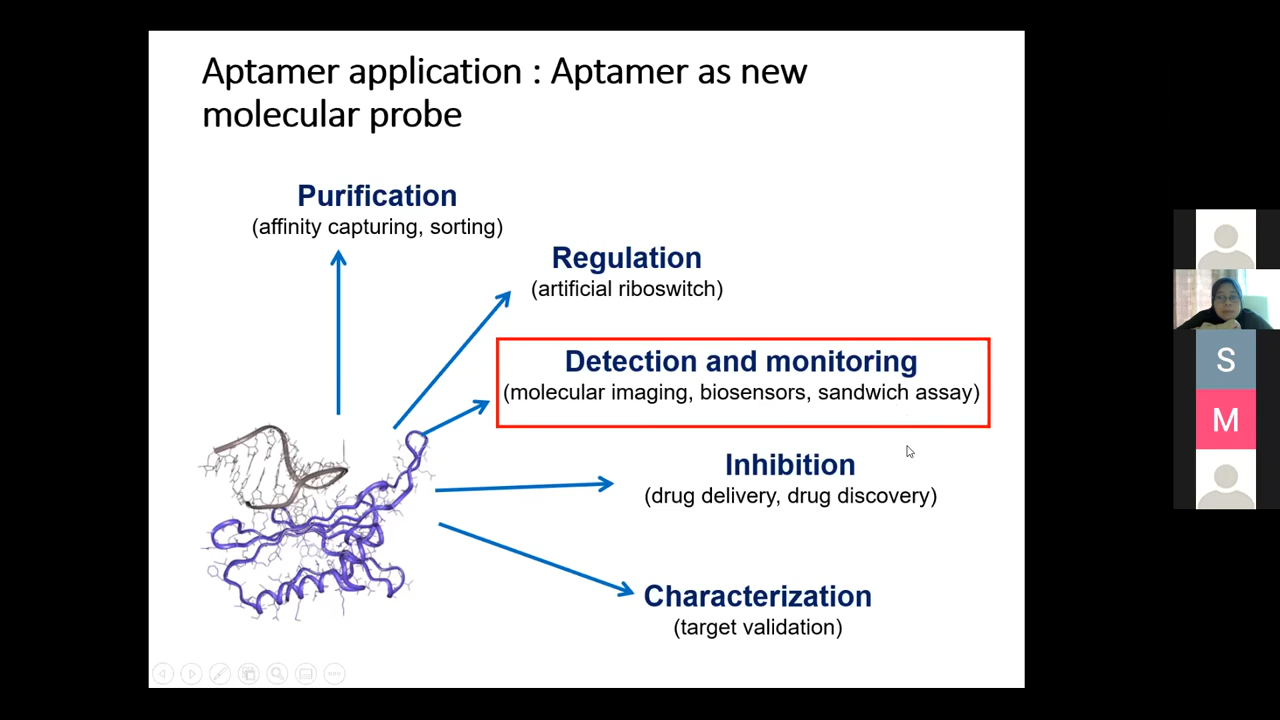 Aptamer application : Aptamer as new
molecular probe
Purification
(affinity capturing, sorting)
Regulation
(artificial riboswitch)
Detection and monitoring
(molecular imaging, biosensors, sandwich assay)
Inhibition
(drug delivery, drug discovery)
Characterization
(target validation)
S
M